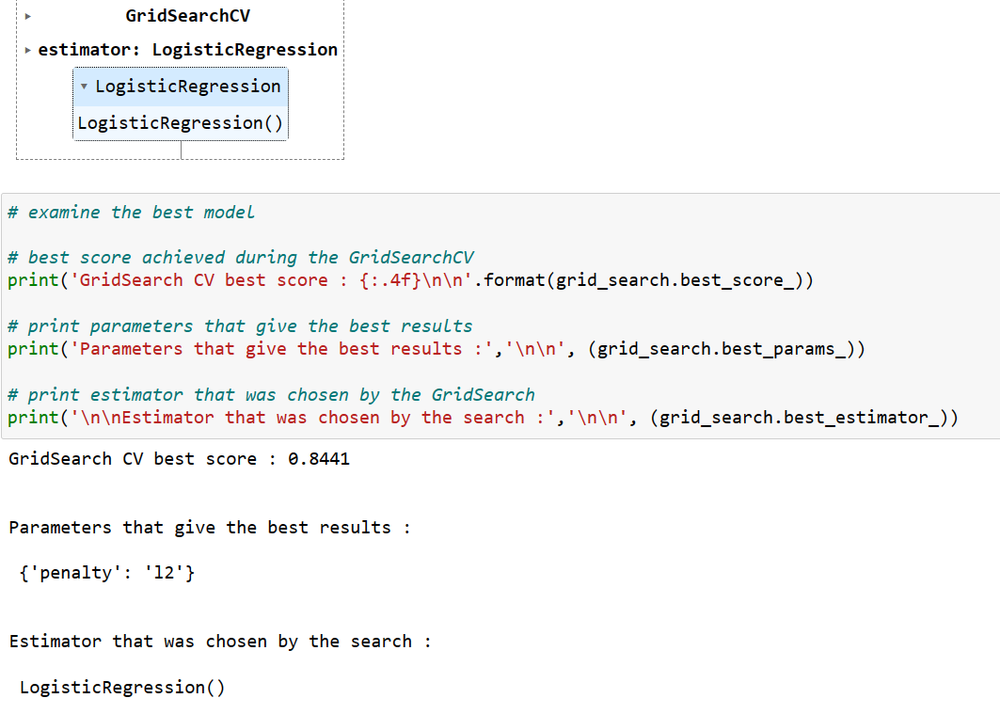 GridSearchCV
estimator: LogisticRegression
LogisticRegression
LogisticRegression()
# examine the best model
# best score achieved during the GridSearchCV
print('GridSearch CV best score : {:.4f}\n\n'.format(grid_search.best_score_))
# print parameters that give the best results
print('Parameters that give the best results :','\n\n', (grid_search.best_params_))
# print estimator that was chosen by the GridSearch
print('\n\nEstimator that was chosen by the search :','\n\n', (grid_search.best_estimator_))
GridSearch CV best score : 0.8441
Parameters that give the best results :
{'penalty': 'l2'}
Estimator that was chosen by the search :
LogisticRegression()